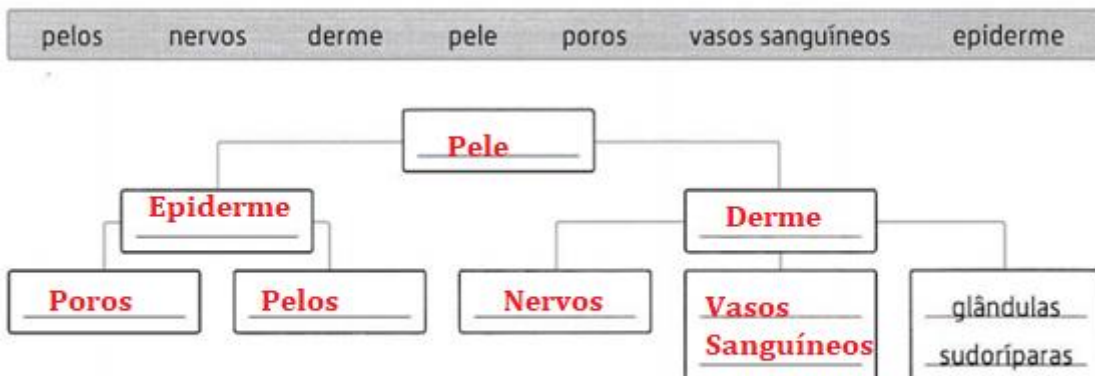 pelos nervos derme pele poros vasos sanguíneos epiderme
Pele
Epiderme Derme
Poros Pelos Nervos Vasos glândulas
Sanguíneos sudoríparas